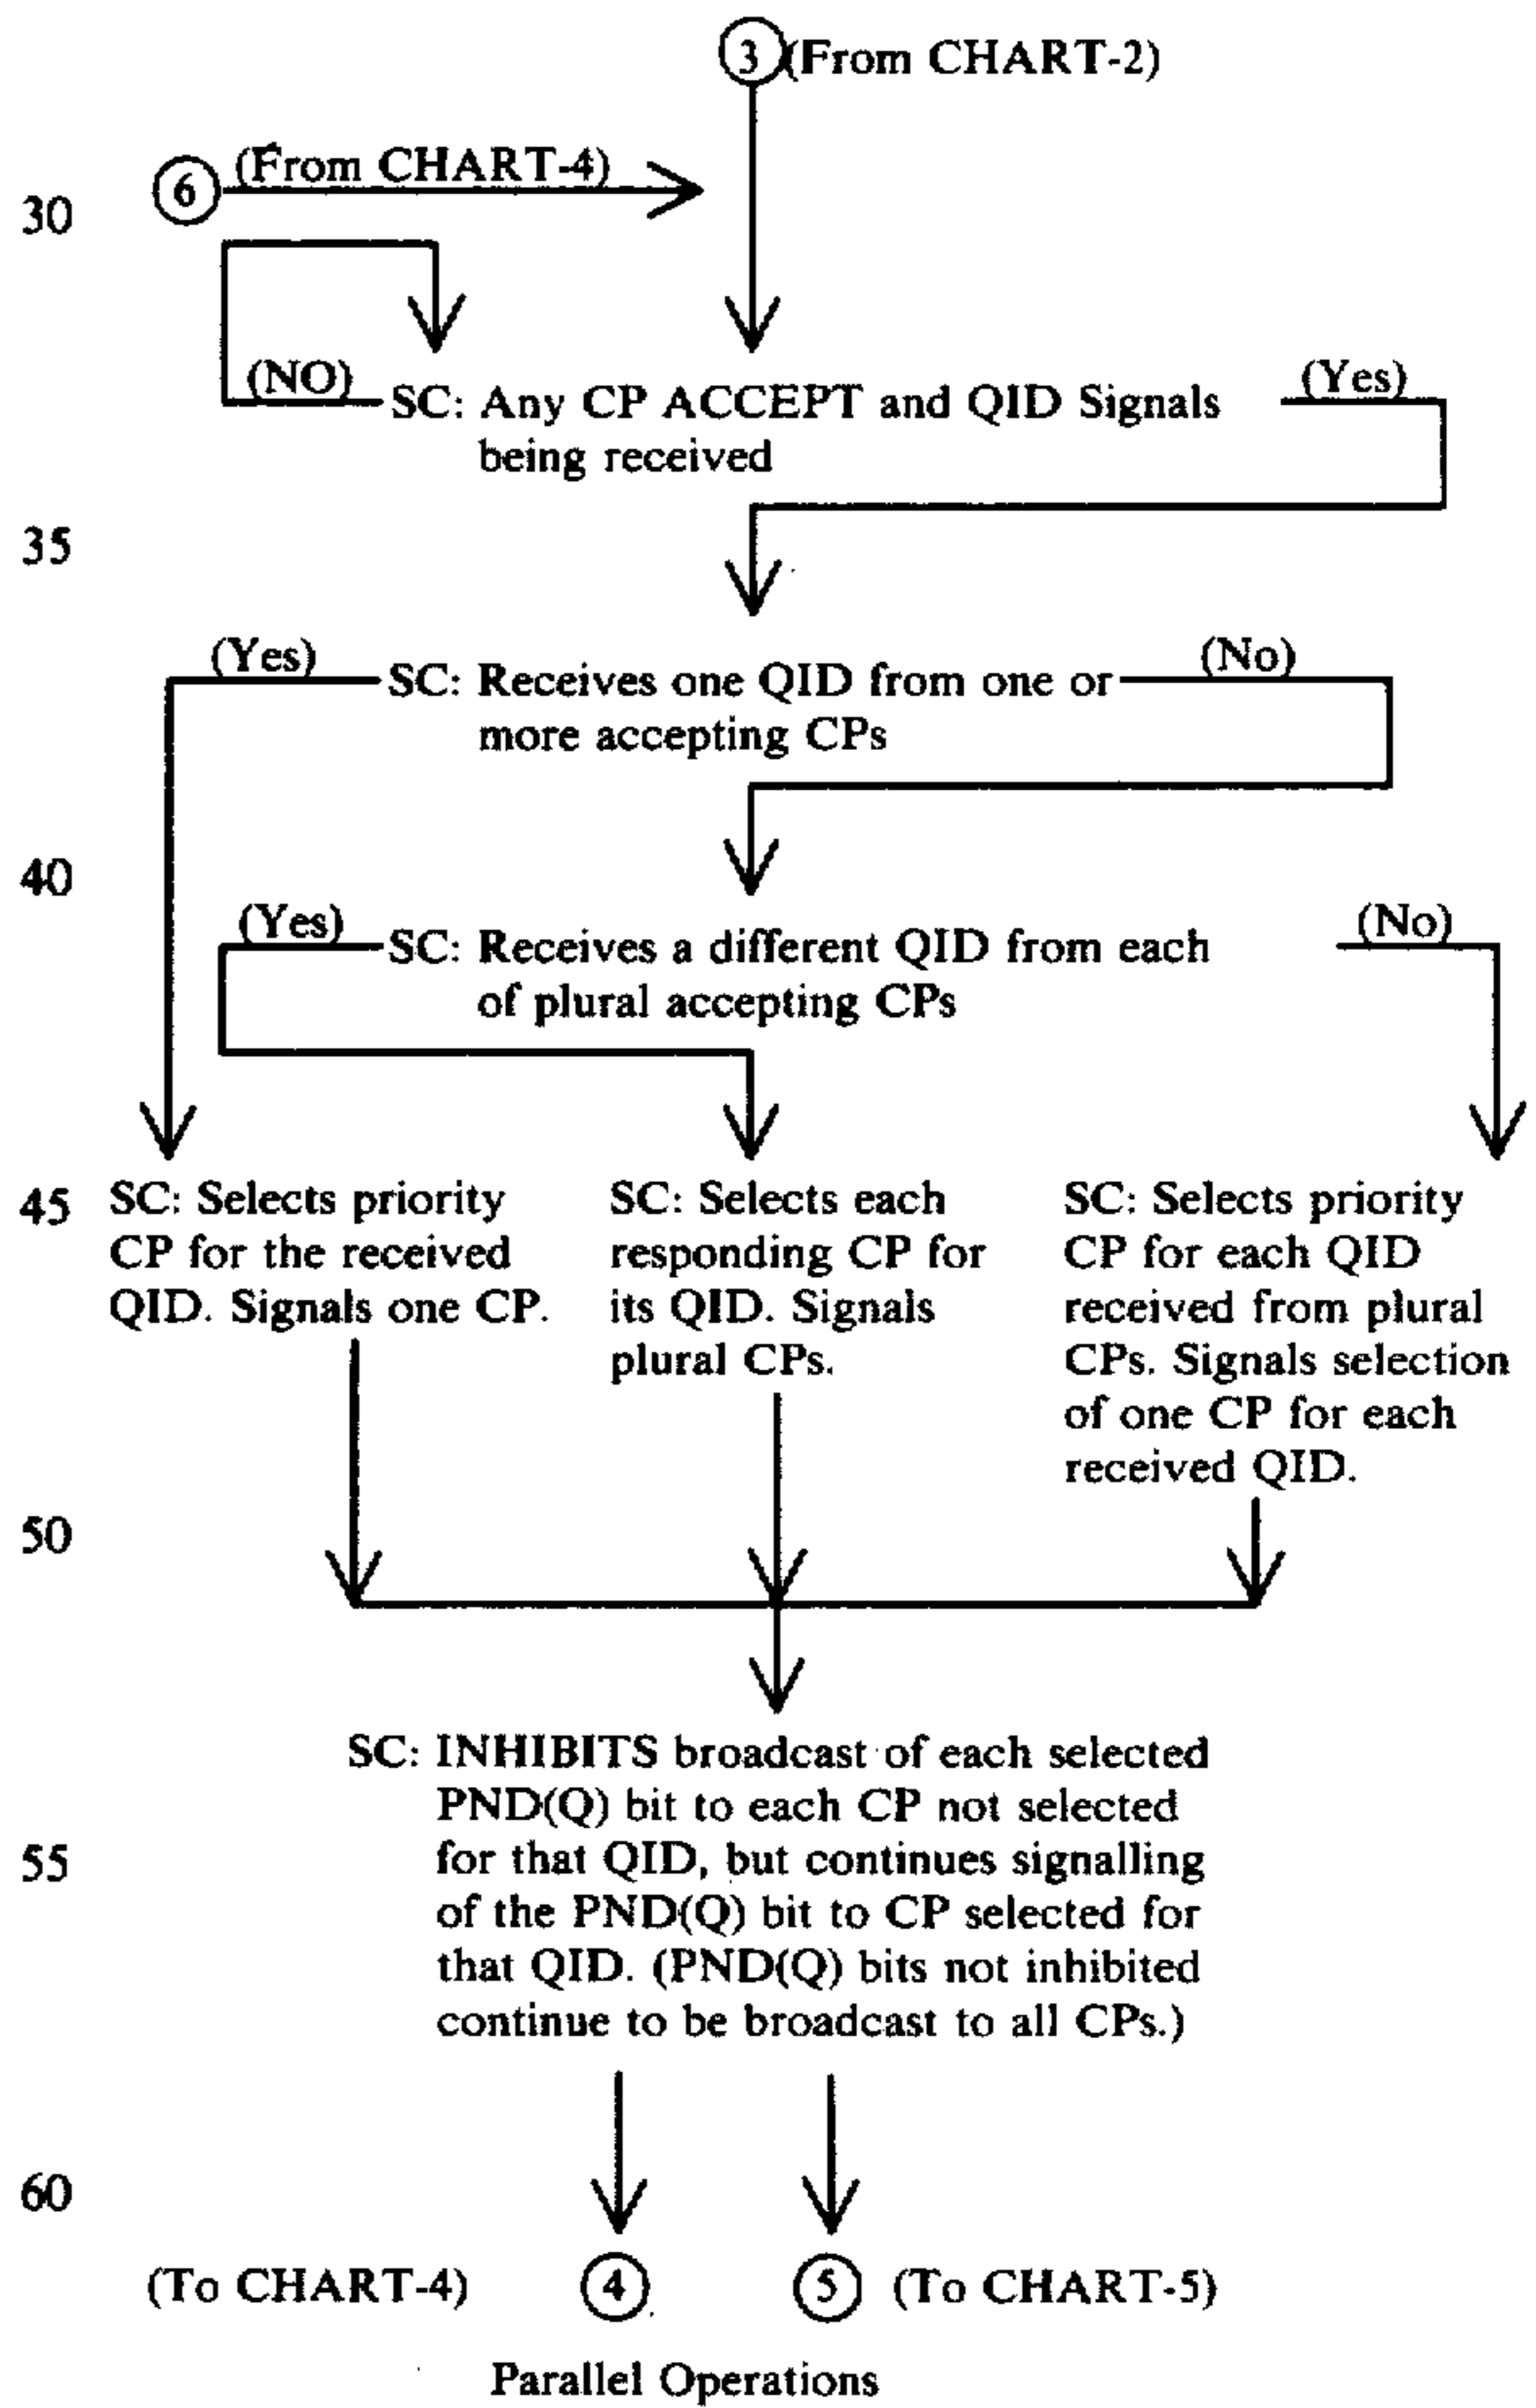 3 (From CHART-2)
6 (From CHART-4)
30
(NO) SC: Any CP ACCEPT and QID Signals (Yes)
being received
35
(Yes) SC: Receives one QID from one or (No)
more accepting CPs
40
(Yes) SC: Receives a different QID from each (No)
of plural accepting CPs
45
SC: Selects priority
CP for the received
QID. Signals one CP.
SC: Selects each
responding CP for
its QID. Signals
plural CPs.
SC: Selects priority
CP for each QID
received from plural
CPs. Signals selection
of one CP for each
received QID.
50
SC: INHIBITS broadcast of each selected
PND(Q) bit to each CP not selected
55
for that QID, but continues signalling
of the PND(Q) bit to CP selected for
that QID. (PND(Q) bits not inhibited
continue to be broadcast to all CPs.)
60
(To CHART-4) 4 5 (To CHART-5)
Parallel Operations